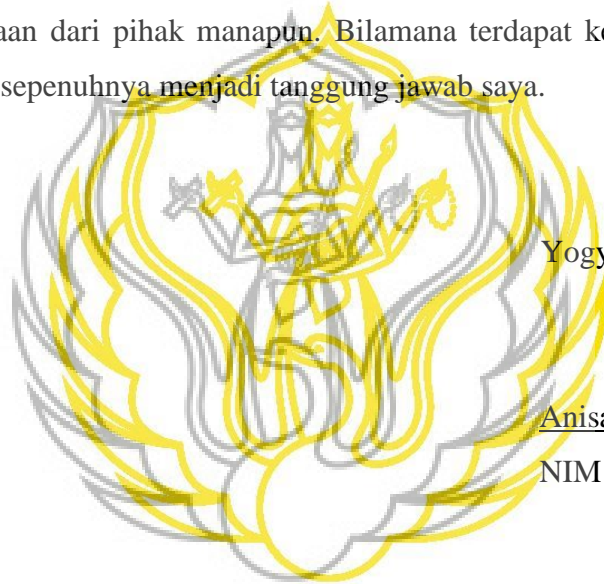 aan dari pihak manapun. Bilamana terdapat ke
sepenuhnya menjadi tanggung jawab saya.
Yogy
Anisa
NIM